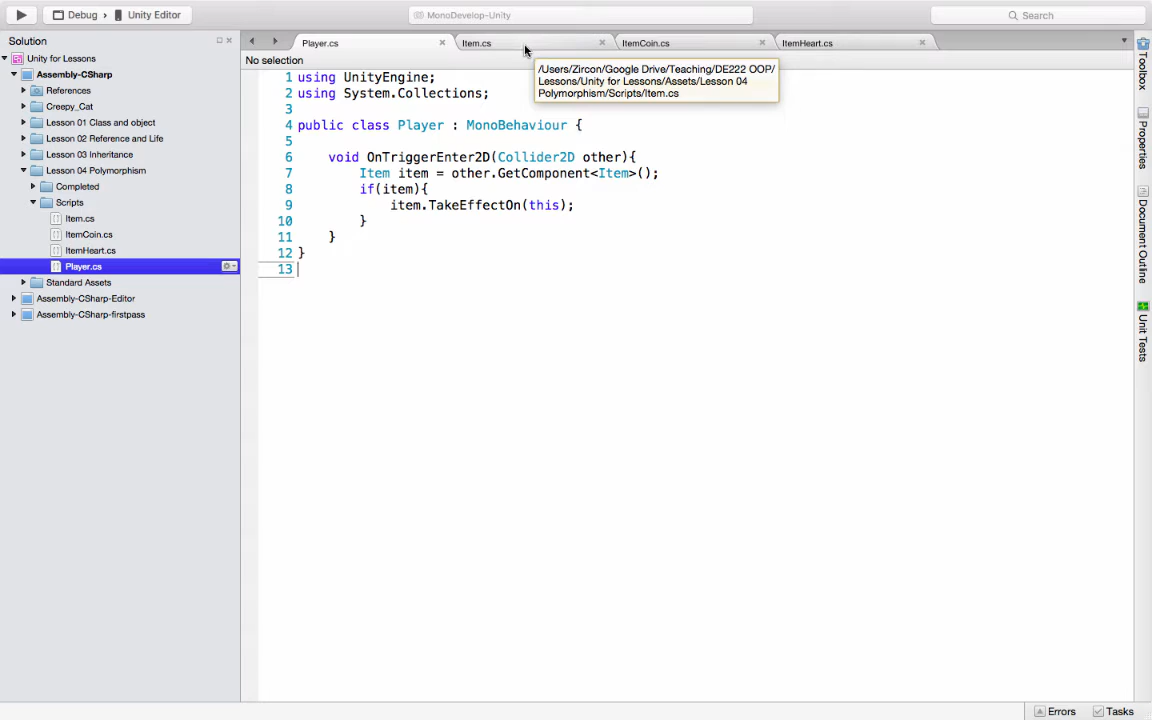 Debug
Unity Editor
MonoDevelop-Unity
Search
Solution
Unity for Lessons
Assembly-CSharp
References
Creepy_Cat
Lesson 01 Class and object
Lesson 02 Reference and Life
Lesson 03 Inheritance
Lesson 04 Polymorphism
Completed
Scripts
Item.cs
ItemCoin.cs
ItemHeart.cs
Player.cs
Standard Assets
Assembly-CSharp-Editor
Assembly-CSharp-firstpass
Player.cs
Item.cs
ItemCoin.cs
ItemHeart.cs
No selection
/Users/Zircon/Google Drive/Teaching/DE222 OOP/
Lessons/Unity for Lessons/Assets/Lesson 04
Polymorphism/Scripts/Item.cs
1 using UnityEngine;
2 using System.Collections;
3
4 public class Player : MonoBehaviour {
5
6 void OnTriggerEnter2D(Collider2D other){
7 Item item = other.GetComponent<Item>();
8 if(item){
9 item.TakeEffectOn(this);
10 }
11 }
12 }
13
Toolbox
Properties
Document Outline
Unit Tests
Errors
Tasks